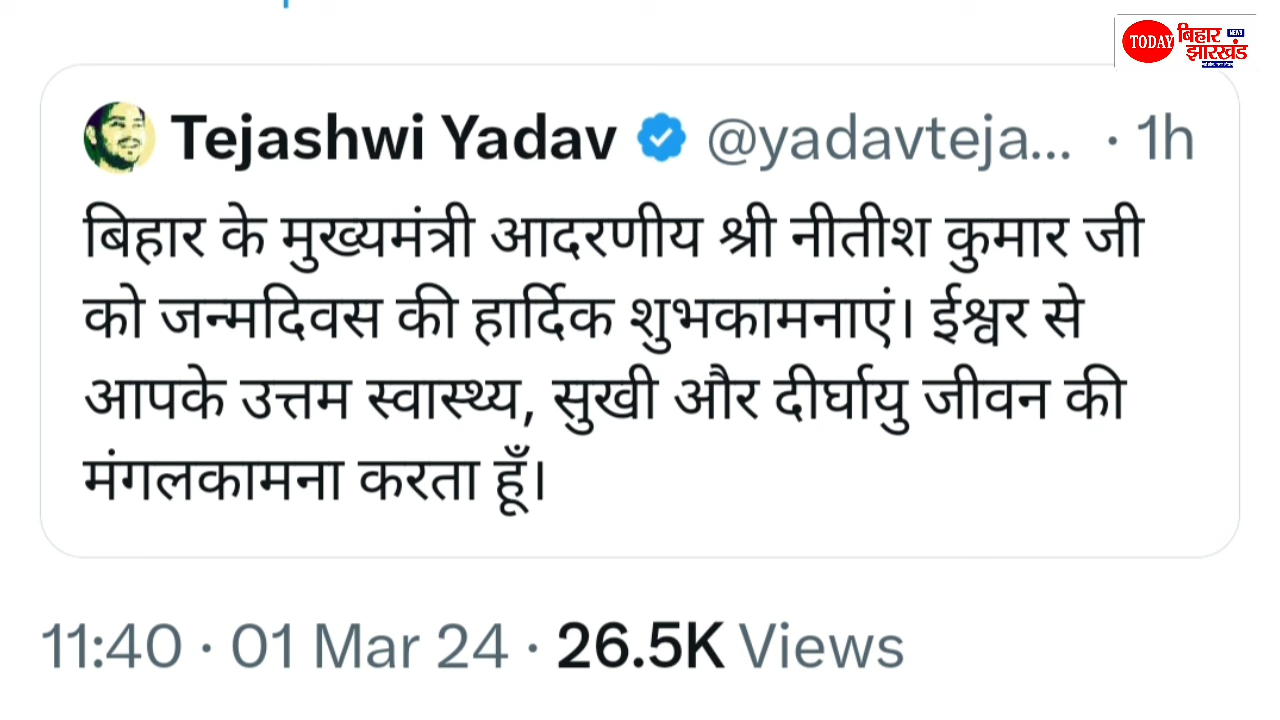 TODAY बिहार NEWS
झारखंड
Tejashwi Yadav @yadavteja... · 1h
बिहार के मुख्यमंत्री आदरणीय श्री नीतीश कुमार जी
को जन्मदिवस की हार्दिक शुभकामनाएं। ईश्वर से
आपके उत्तम स्वास्थ्य, सुखी और दीर्घायु जीवन की
मंगलकामना करता हूँ।
11:40 · 01 Mar 24 · 26.5K Views